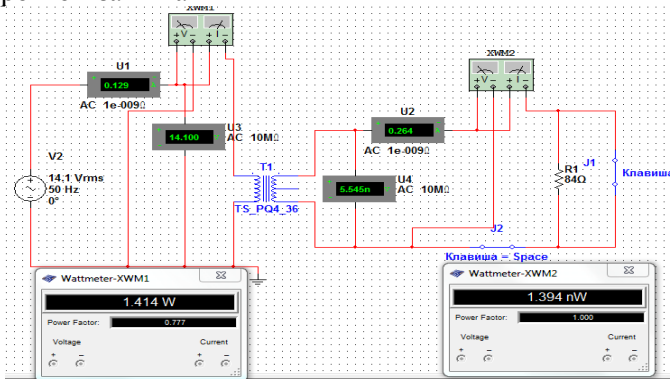 XWM1
U1
0.129
AC 1e-009Ω
U3
14.100
AC 10MΩ
V2
14.1 Vrms
50 Hz
0°
T1
TS_PQ4_36
XWM2
U2
0.264
AC 1e-009Ω
U4
5.545n
AC 10MΩ
R1
84Ω
J1
Клавиша
J2
Клавиша = Space
Wattmeter-XWM1
1.414 W
Power Factor:
0.777
Voltage
Current
+ − + −
Wattmeter-XWM2
1.394 nW
Power Factor:
1.000
Voltage
Current
+ − + −